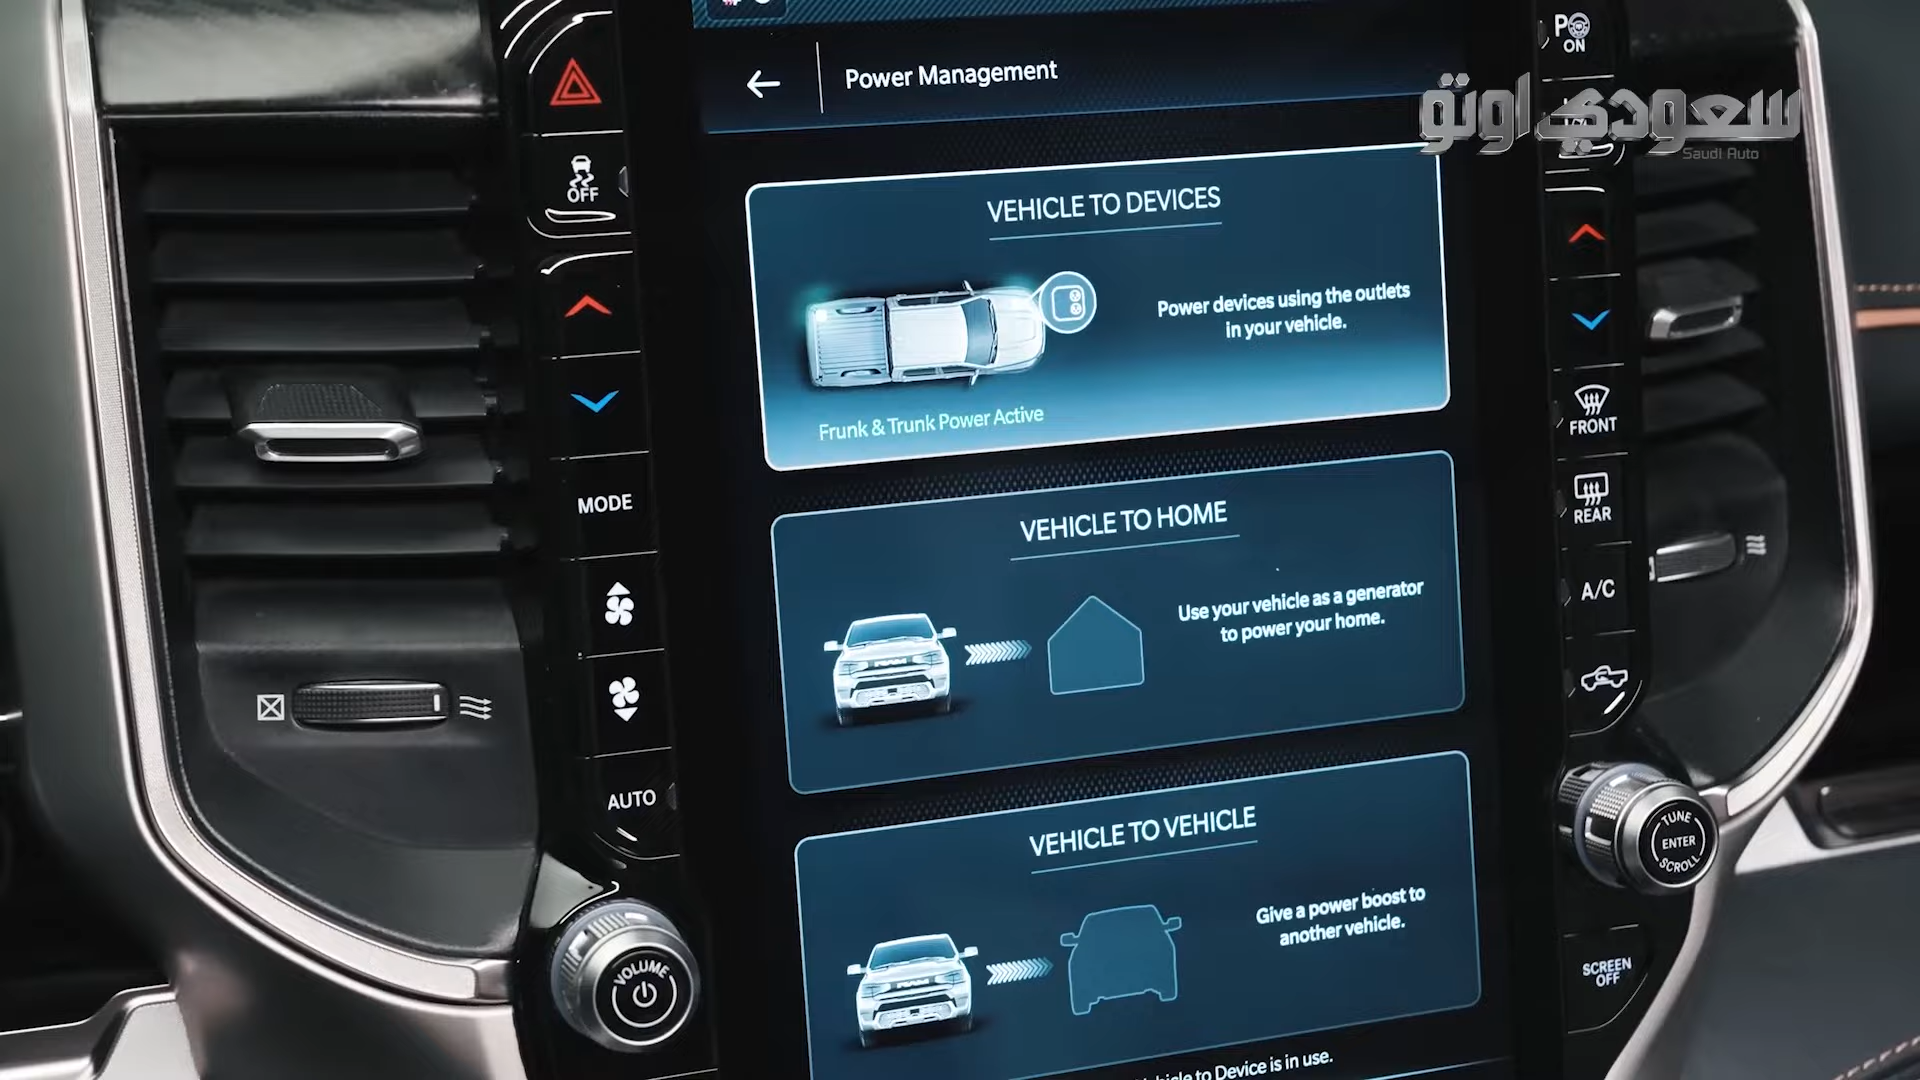 Power Management
سعودي اوتو
Saudi Auto
P
ON
OFF
VEHICLE TO DEVICES
Power devices using the outlets
in your vehicle.
Frunk & Trunk Power Active
MODE
AUTO
VEHICLE TO HOME
Use your vehicle as a generator
to power your home.
RAM
VEHICLE TO VEHICLE
Give a power boost to
another vehicle.
RAM
to Device is in use.
FRONT
REAR
A/C
TUNE
ENTER
SCROLL
SCREEN
OFF
VOLUME